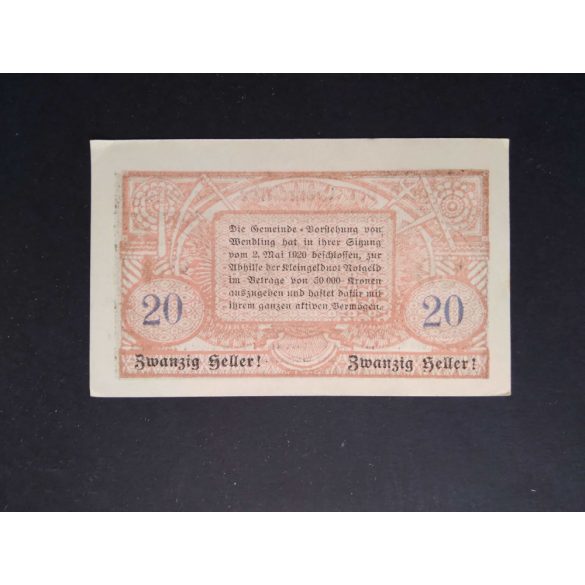 Die Gemeinde-Vorstehung von
Wendling hat in ihrer Sitzung
vom 2. Mai 1920 beschlossen, zur
Abhilfe der Kleingeldnot Notgeld
im Betrage von 50.000 Kronen
auszugeben und haftet dafür mit
ihrem ganzen aktiven Vermögen.
20 20
Zwanzig Heller! Zwanzig Heller!